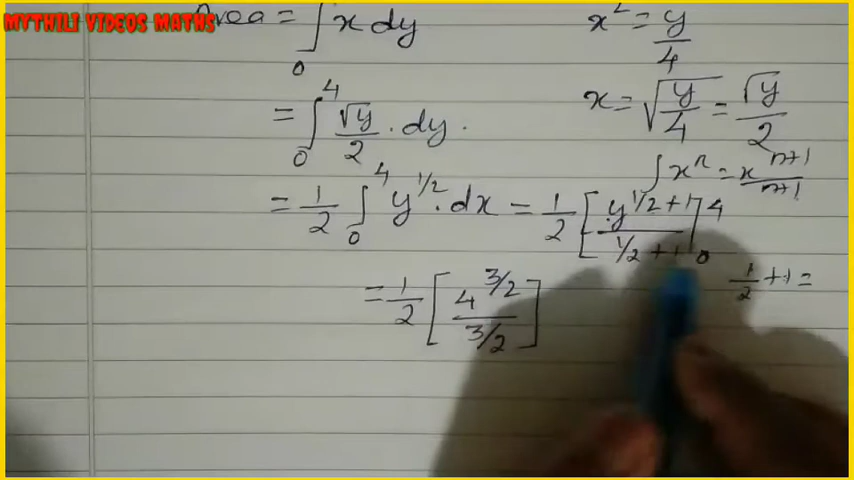 MYTHILI VIDEOS MATHS
Area = ∫₀ x dy
x² = y/4
= ∫₀⁴ √y/2 . dy.
x = √(y/4) = √y/2
∫xⁿ = xⁿ⁺¹/n+1
= 1/2 ∫₀⁴ y^1/2 . dx = 1/2 [y^1/2+1 / 1/2+1]₀⁴
1/2 + 1 =
= 1/2 [4^3/2 / 3/2]